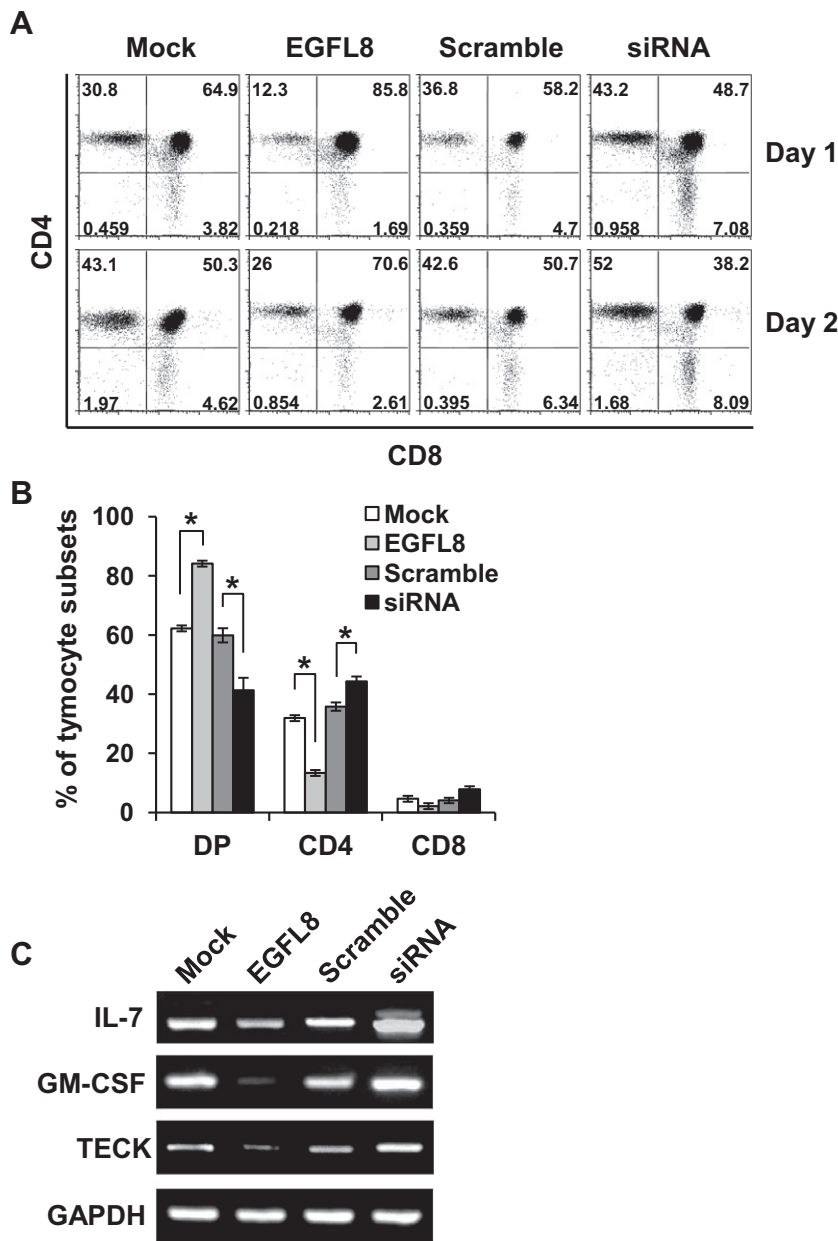 A
Mock EGFL8 Scramble siRNA
30.8 64.9 12.3 85.8 36.8 58.2 43.2 48.7
Day 1
0.459 3.82 0.218 1.69 0.359 4.7 0.958 7.08
CD4
43.1 50.3 26 70.6 42.6 50.7 52 38.2
Day 2
1.97 4.62 0.854 2.61 0.395 6.34 1.68 8.09
CD8
B
% of tymocyte subsets
100
80
60
40
20
0
* * * *
Mock
EGFL8
Scramble
siRNA
DP CD4 CD8
C
Mock EGFL8 Scramble siRNA
IL-7
GM-CSF
TECK
GAPDH